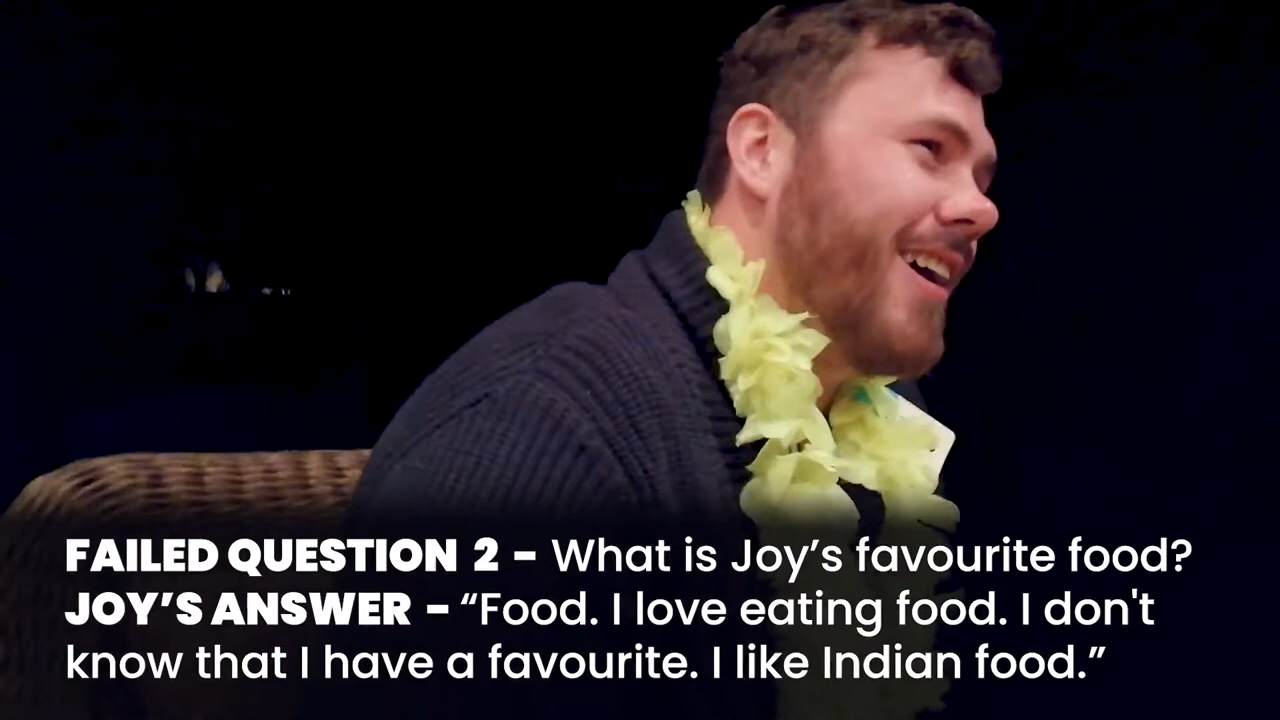 FAILED QUESTION 2 – What is Joy’s favourite food?
JOY’S ANSWER – “Food. I love eating food. I don't
know that I have a favourite. I like Indian food.”